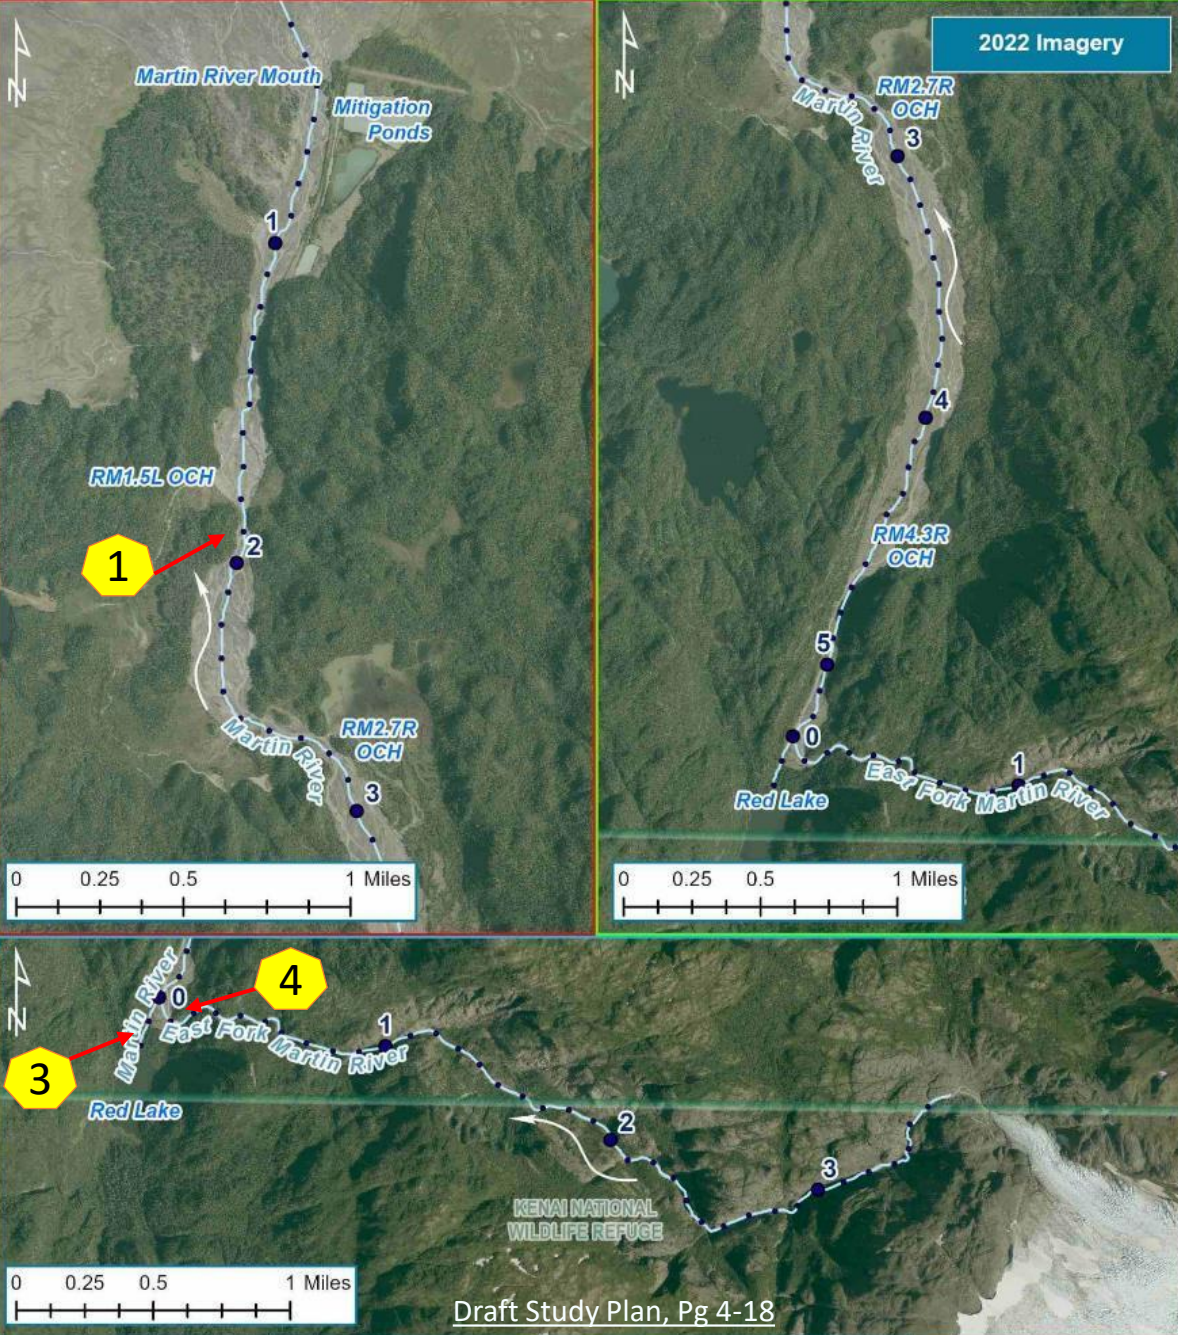 N
Martin River Mouth
Mitigation
Ponds
1
RM1.5L OCH
1
2
Martin River
RM2.7R
OCH
3
0 0.25 0.5 1 Miles
N
2022 Imagery
RM2.7R
OCH
Martin River
3
4
RM4.3R
OCH
5
0
East Fork Martin River
1
Red Lake
0 0.25 0.5 1 Miles
N
Martin River
0
4
East Fork Martin River
1
3
Red Lake
2
3
KENAI NATIONAL
WILDLIFE REFUGE
0 0.25 0.5 1 Miles
Draft Study Plan, Pg 4-18